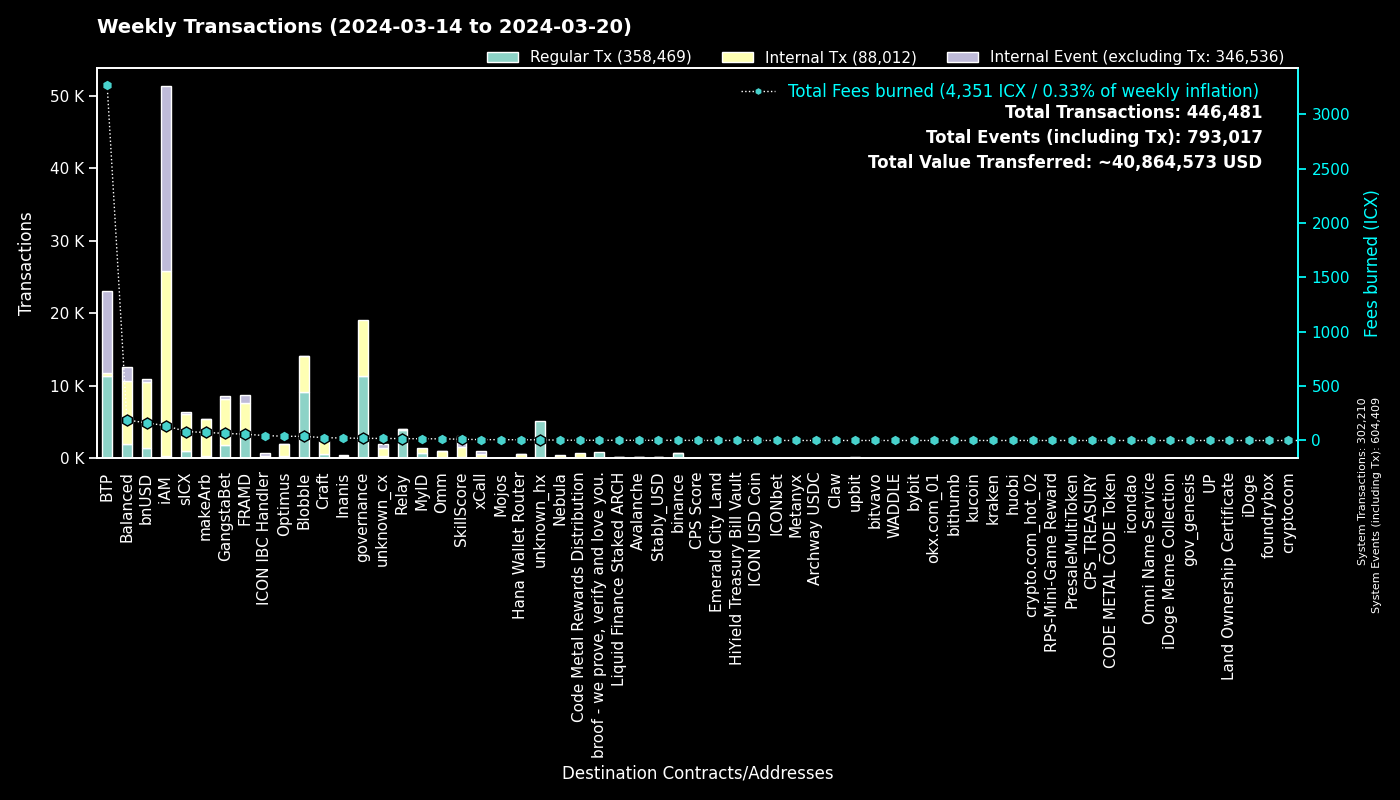 Weekly Transactions (2024-03-14 to 2024-03-20)
Regular Tx (358,469)
Internal Tx (88,012)
Internal Event (excluding Tx: 346,536)
Total Fees burned (4,351 ICX / 0.33% of weekly inflation)
Total Transactions: 446,481
Total Events (including Tx): 793,017
Total Value Transferred: ~40,864,573 USD
Transactions
50 K
40 K
30 K
20 K
10 K
0 K
3000
2500
2000
1500
1000
500
0
Fees burned (ICX)
System Transactions: 302,210
System Events (including Tx): 604,409
BTP
Balanced
bnUSD
iAM
sICX
makeArb
GangstaBet
FRAMD
ICON IBC Handler
Optimus
Blobble
Craft
Inanis
governance
unknown_cx
Relay
MyID
Omm
SkillScore
xCall
Mojos
Hana Wallet Router
unknown_hx
Nebula
Code Metal Rewards Distribution
broof - we prove, verify and love you.
Liquid Finance Staked ARCH
Avalanche
Stably_USD
binance
CPS Score
Emerald City Land
HiYield Treasury Bill Vault
ICON USD Coin
ICONbet
Metanyx
Archway USDC
Claw
upbit
bitvavo
WADDLE
bybit
okx.com_01
bithumb
kucoin
kraken
huobi
crypto.com_hot_02
RPS-Mini-Game Reward
PresaleMultiToken
CPS_TREASURY
CODE METAL CODE Token
icondao
Omni Name Service
iDoge Meme Collection
gov_genesis
UP
Land Ownership Certificate
iDoge
foundrybox
cryptocom
Destination Contracts/Addresses